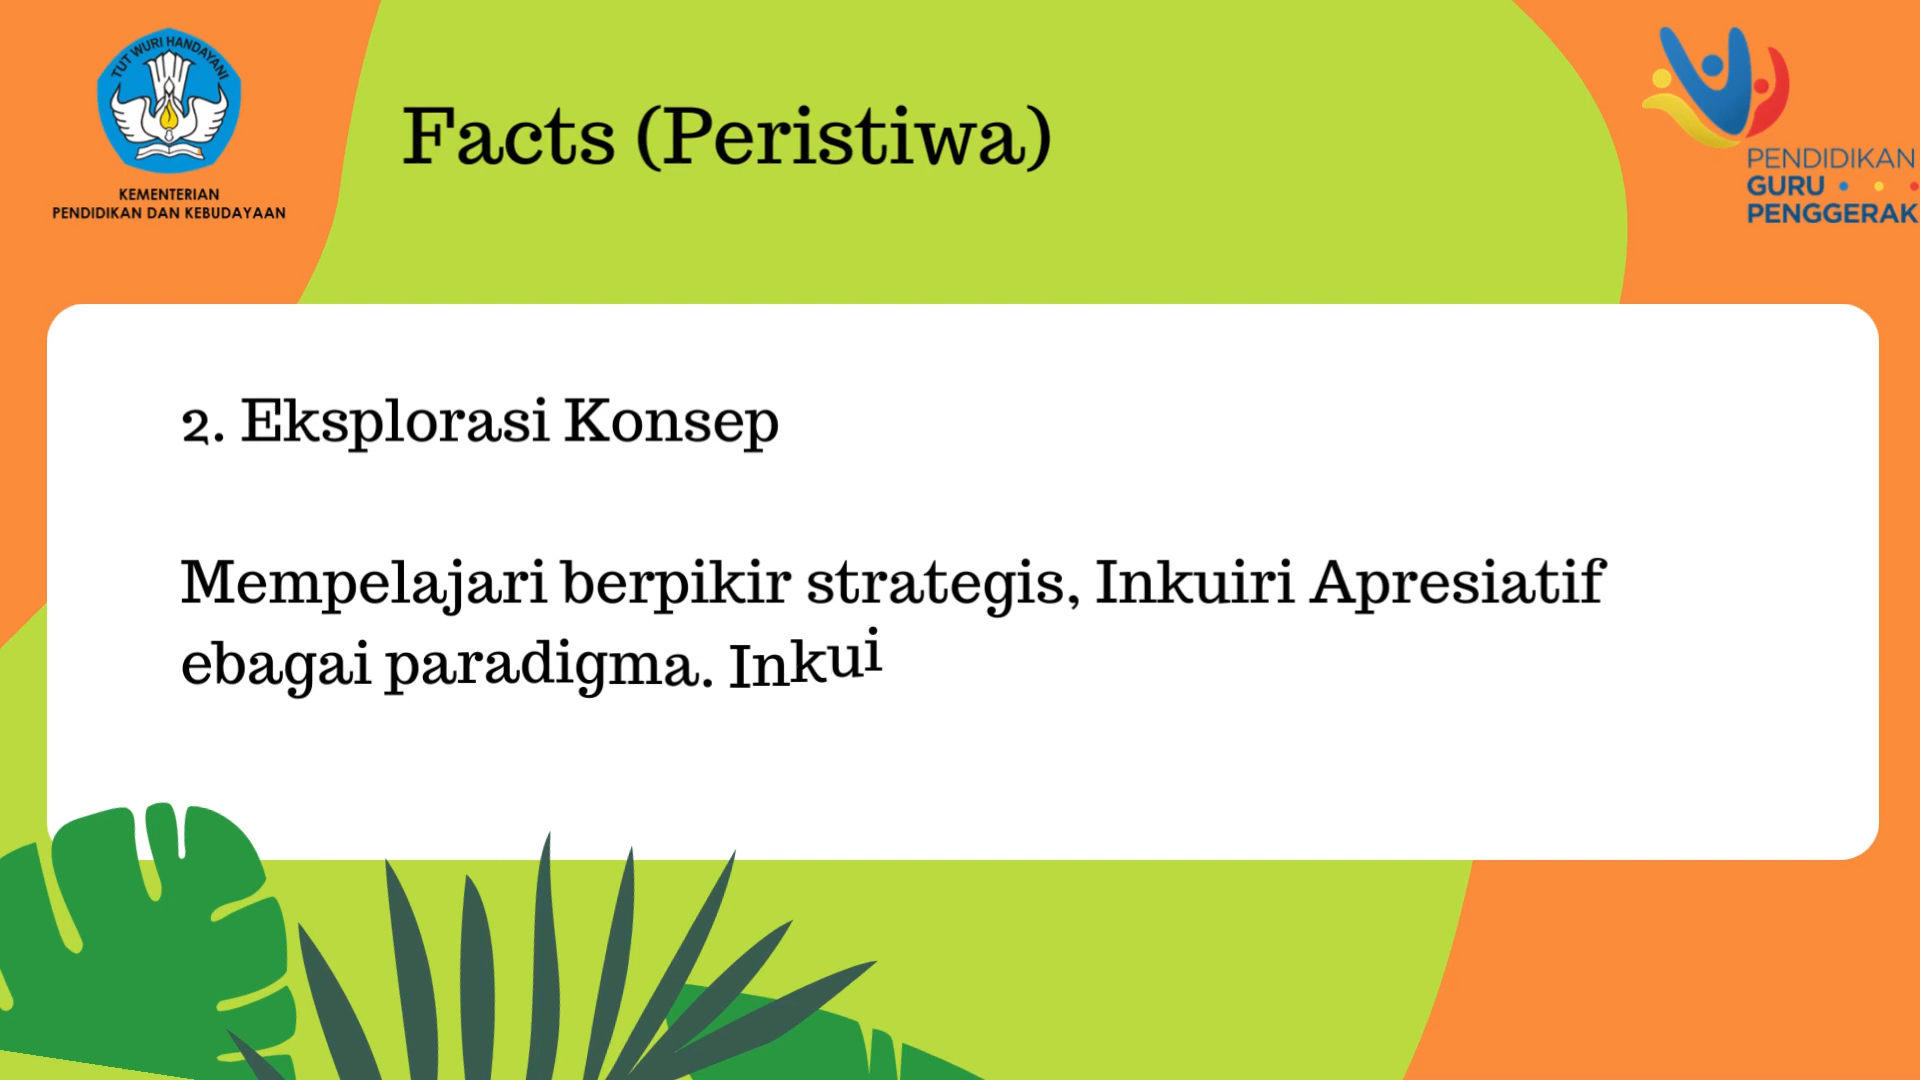 TUT WURI HANDAYANI
KEMENTERIAN
PENDIDIKAN DAN KEBUDAYAAN
Facts (Peristiwa)
PENDIDIKAN
GURU
PENGGERAK
2. Eksplorasi Konsep
Mempelajari berpikir strategis, Inkuiri Apresiatif
ebagai paradigma. Inkui